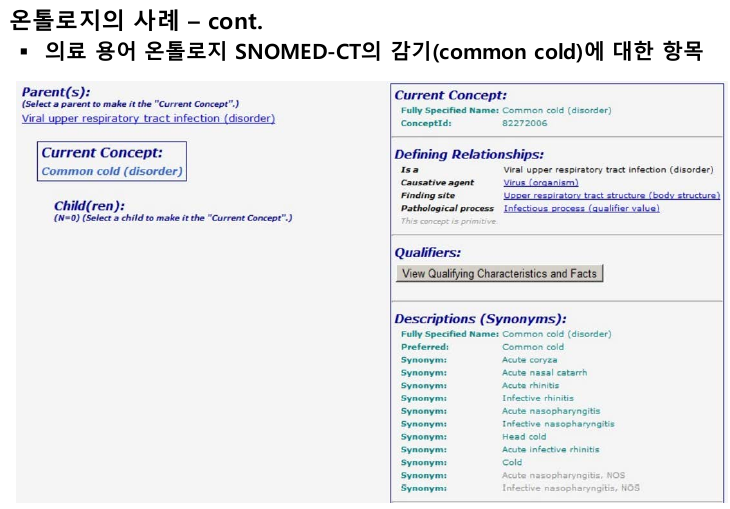 온톨로지의 사례 – cont.
▪ 의료 용어 온톨로지 SNOMED-CT의 감기(common cold)에 대한 항목
Parent(s):
(Select a parent to make it the "Current Concept".)
Viral upper respiratory tract infection (disorder)
Current Concept:
Common cold (disorder)
Child(ren):
(N=0) (Select a child to make it the "Current Concept".)
Current Concept:
Fully Specified Name: Common cold (disorder)
ConceptId: 82272006
Defining Relationships:
Is a Viral upper respiratory tract infection (disorder)
Causative agent Virus (organism)
Finding site Upper respiratory tract structure (body structure)
Pathological process Infectious process (qualifier value)
This concept is primitive.
Qualifiers:
View Qualifying Characteristics and Facts
Descriptions (Synonyms):
Fully Specified Name: Common cold (disorder)
Preferred: Common cold
Synonym: Acute coryza
Synonym: Acute nasal catarrh
Synonym: Acute rhinitis
Synonym: Infective rhinitis
Synonym: Acute nasopharyngitis
Synonym: Infective nasopharyngitis
Synonym: Head cold
Synonym: Acute infective rhinitis
Synonym: Cold
Synonym: Acute nasopharyngitis, NOS
Synonym: Infective nasopharyngitis, NOS